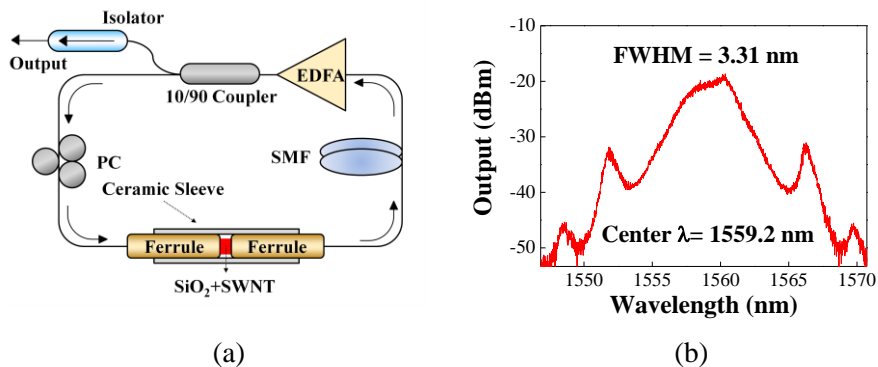 Isolator
Output
EDFA
10/90 Coupler
PC
SMF
Ceramic Sleeve
Ferrule
Ferrule
SiO₂+SWNT
(a)
-10
FWHM = 3.31 nm
-20
-30
-40
-50
Output (dBm)
Center λ= 1559.2 nm
1550
1555
1560
1565
1570
Wavelength (nm)
(b)